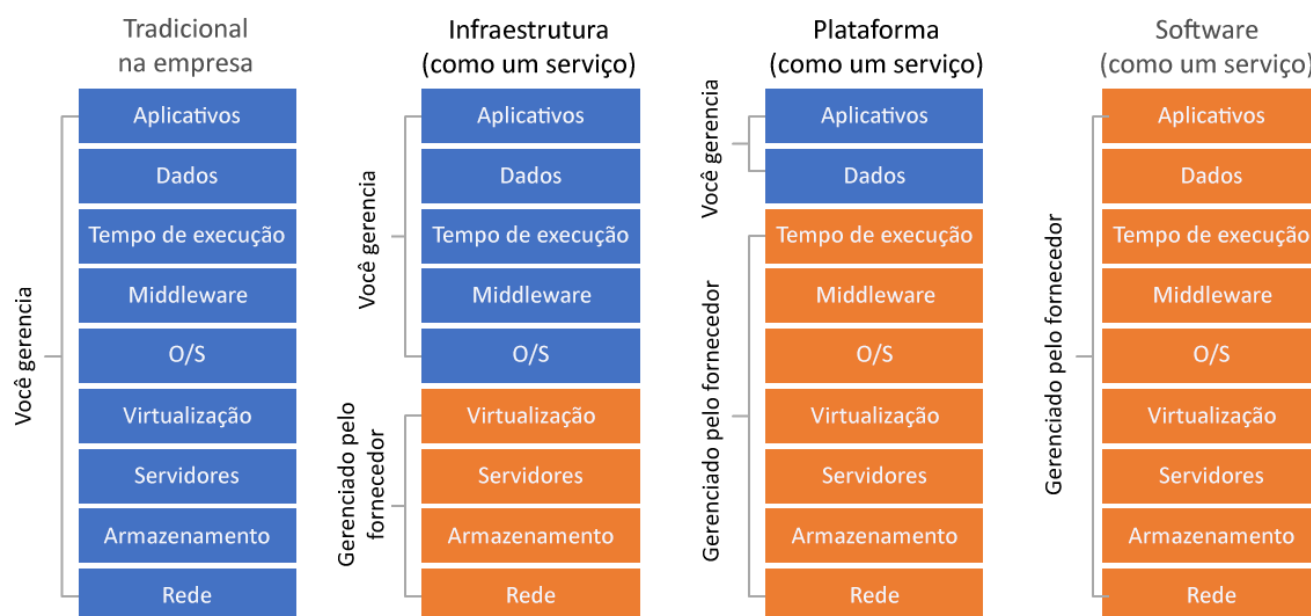 Tradicional
na empresa
Você gerencia
Aplicativos
Dados
Tempo de execução
Middleware
O/S
Virtualização
Servidores
Armazenamento
Rede
Infraestrutura
(como um serviço)
Você gerencia
Gerenciado pelo
fornecedor
Aplicativos
Dados
Tempo de execução
Middleware
O/S
Virtualização
Servidores
Armazenamento
Rede
Plataforma
(como um serviço)
Você gerencia
Gerenciado pelo fornecedor
Aplicativos
Dados
Tempo de execução
Middleware
O/S
Virtualização
Servidores
Armazenamento
Rede
Software
(como um serviço)
Gerenciado pelo fornecedor
Aplicativos
Dados
Tempo de execução
Middleware
O/S
Virtualização
Servidores
Armazenamento
Rede